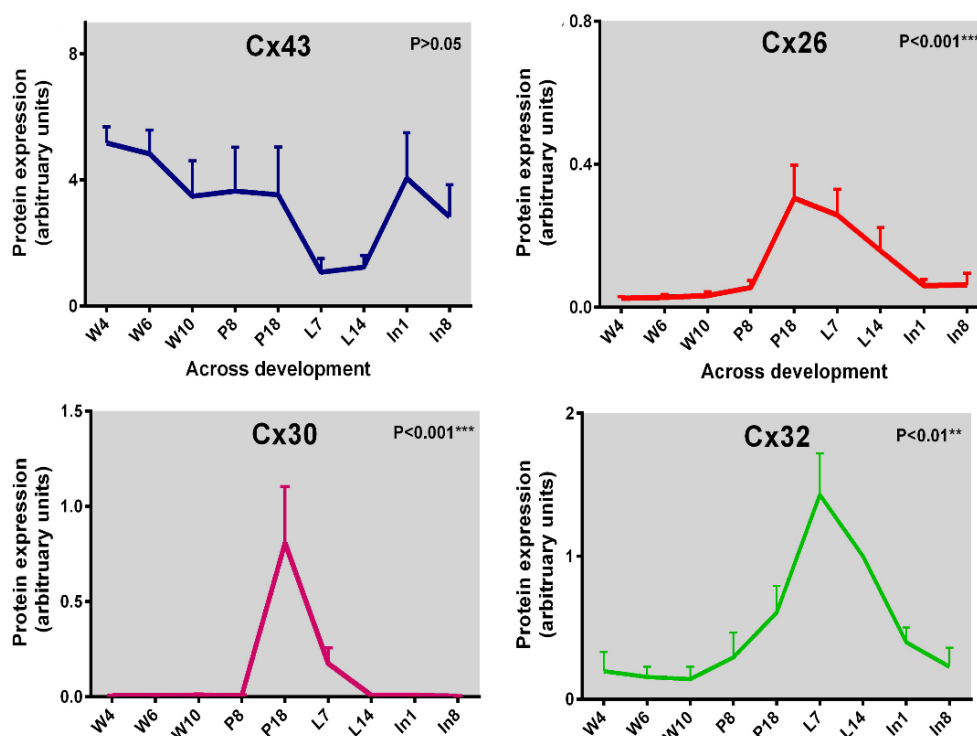 Cx43
P>0.05
Protein expression
(arbitruary units)
8
4
0
W4 W6 W10 P8 P18 L7 L14 In1 In8
Across development
Cx26
P<0.001***
Protein expression
(arbitruary units)
0.8
0.4
0.0
W4 W6 W10 P8 P18 L7 L14 In1 In8
Across development
Cx30
P<0.001***
Protein expression
(arbitruary units)
1.5
1.0
0.5
0.0
W4 W6 W10 P8 P18 L7 L14 In1 In8
Cx32
P<0.01**
Protein expression
(arbitruary units)
2
1
0
W4 W6 W10 P8 P18 L7 L14 In1 In8